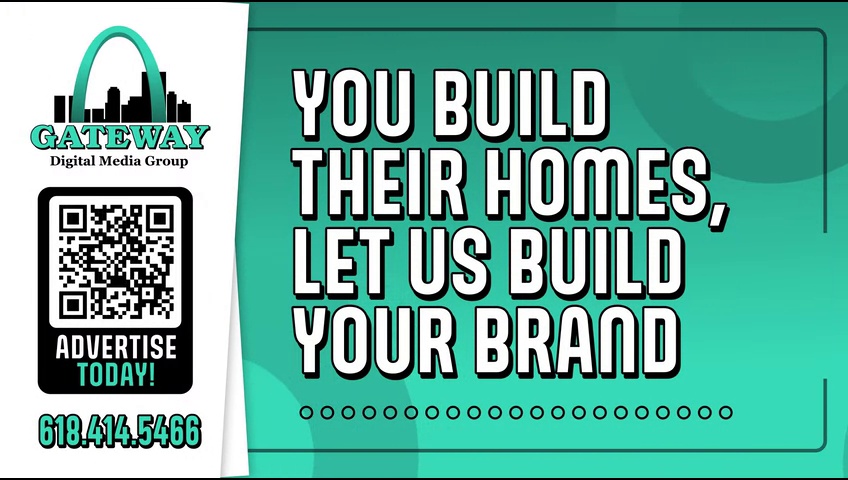 GATEWAY
Digital Media Group
ADVERTISE
TODAY!
618.414.5466
YOU BUILD
THEIR HOMES,
LET US BUILD
YOUR BRAND